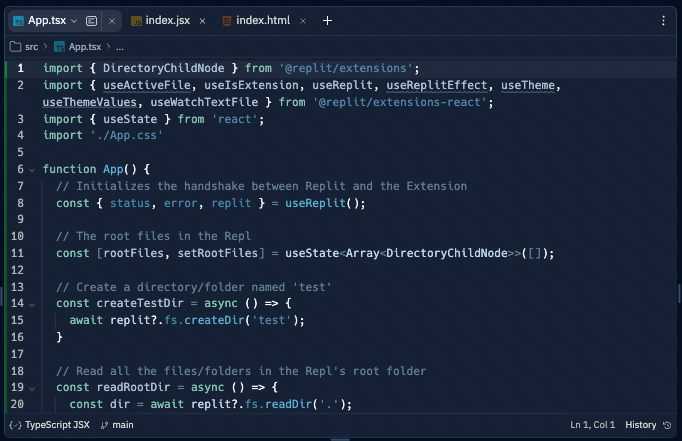 App.tsx
index.jsx
index.html
src > App.tsx > ...
1 import { DirectoryChildNode } from '@replit/extensions';
2 import { useActiveFile, useIsExtension, useReplit, useReplitEffect, useTheme,
useThemeValues, useWatchTextFile } from '@replit/extensions-react';
3 import { useState } from 'react';
4 import './App.css'
5
6 function App() {
7 // Initializes the handshake between Replit and the Extension
8 const { status, error, replit } = useReplit();
9
10 // The root files in the Repl
11 const [rootFiles, setRootFiles] = useState<Array<DirectoryChildNode>>([]);
12
13 // Create a directory/folder named 'test'
14 const createTestDir = async () => {
15 await replit?.fs.createDir('test');
16 }
17
18 // Read all the files/folders in the Repl's root folder
19 const readRootDir = async () => {
20 const dir = await replit?.fs.readDir('.');
TypeScript JSX main Ln 1, Col 1 History